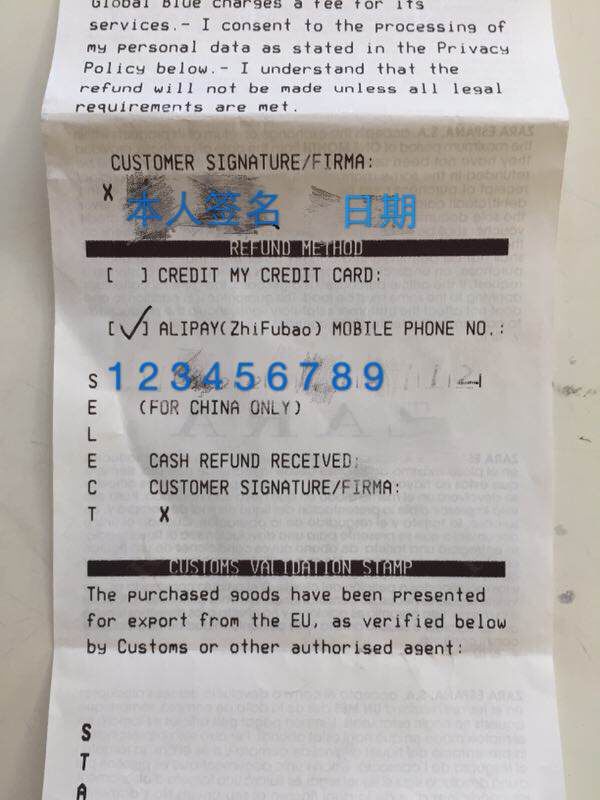 Global Blue charges a fee for its
services.- I consent to the processing of
my personal data as stated in the Privacy
Policy below.- I understand that the
refund will not be made unless all legal
requirements are met.
CUSTOMER SIGNATURE/FIRMA:
X 本人签名 日期
REFUND METHOD
[ ] CREDIT MY CREDIT CARD:
[✓] ALIPAY(ZhiFubao) MOBILE PHONE NO.:
123456789
(FOR CHINA ONLY)
CASH REFUND RECEIVED:
CUSTOMER SIGNATURE/FIRMA:
X
S
E
L
E
C
T
CUSTOMS VALIDATION STAMP
The purchased goods have been presented
for export from the EU, as verified below
by Customs or other authorised agent:
S
T
A